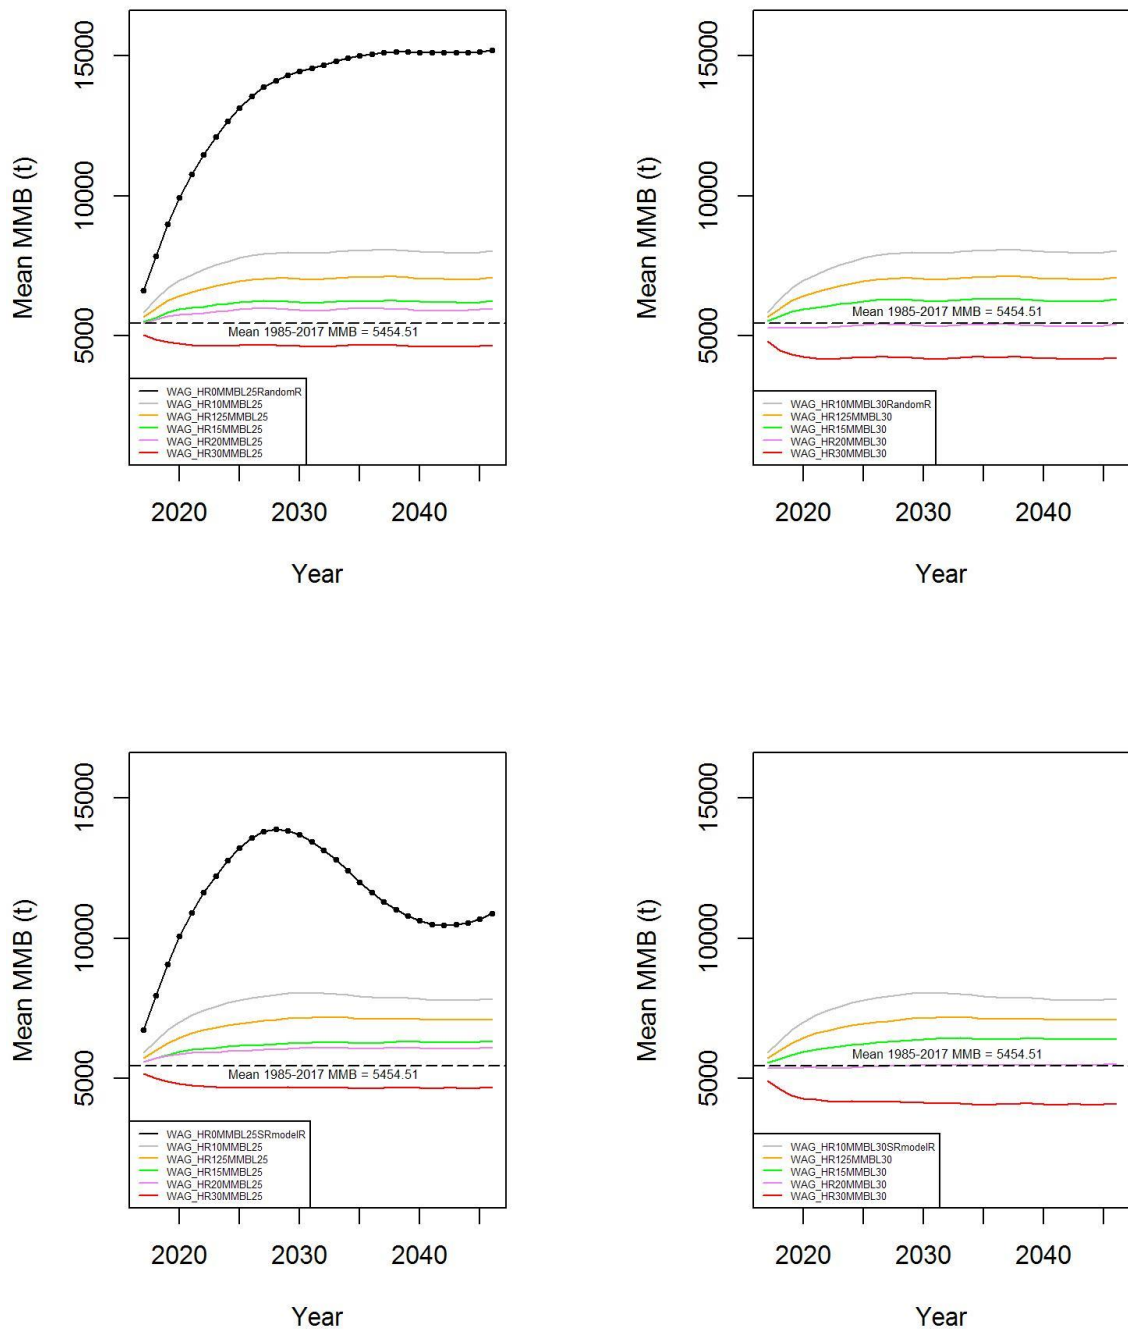 15000
10000
5000
Mean MMB (t)
Mean 1985-2017 MMB = 5454.51
WAG_HR0MMBL25RandomR
WAG_HR10MMBL25
WAG_HR125MMBL25
WAG_HR15MMBL25
WAG_HR20MMBL25
WAG_HR30MMBL25
2020 2030 2040
Year
15000
10000
5000
Mean MMB (t)
Mean 1985-2017 MMB = 5454.51
WAG_HR10MMBL30RandomR
WAG_HR125MMBL30
WAG_HR15MMBL30
WAG_HR20MMBL30
WAG_HR30MMBL30
2020 2030 2040
Year
15000
10000
5000
Mean MMB (t)
Mean 1985-2017 MMB = 5454.51
WAG_HR0MMBL25SRmodelR
WAG_HR10MMBL25
WAG_HR125MMBL25
WAG_HR15MMBL25
WAG_HR20MMBL25
WAG_HR30MMBL25
2020 2030 2040
Year
15000
10000
5000
Mean MMB (t)
Mean 1985-2017 MMB = 5454.51
WAG_HR10MMBL30SRmodelR
WAG_HR125MMBL30
WAG_HR15MMBL30
WAG_HR20MMBL30
WAG_HR30MMBL30
2020 2030 2040
Year